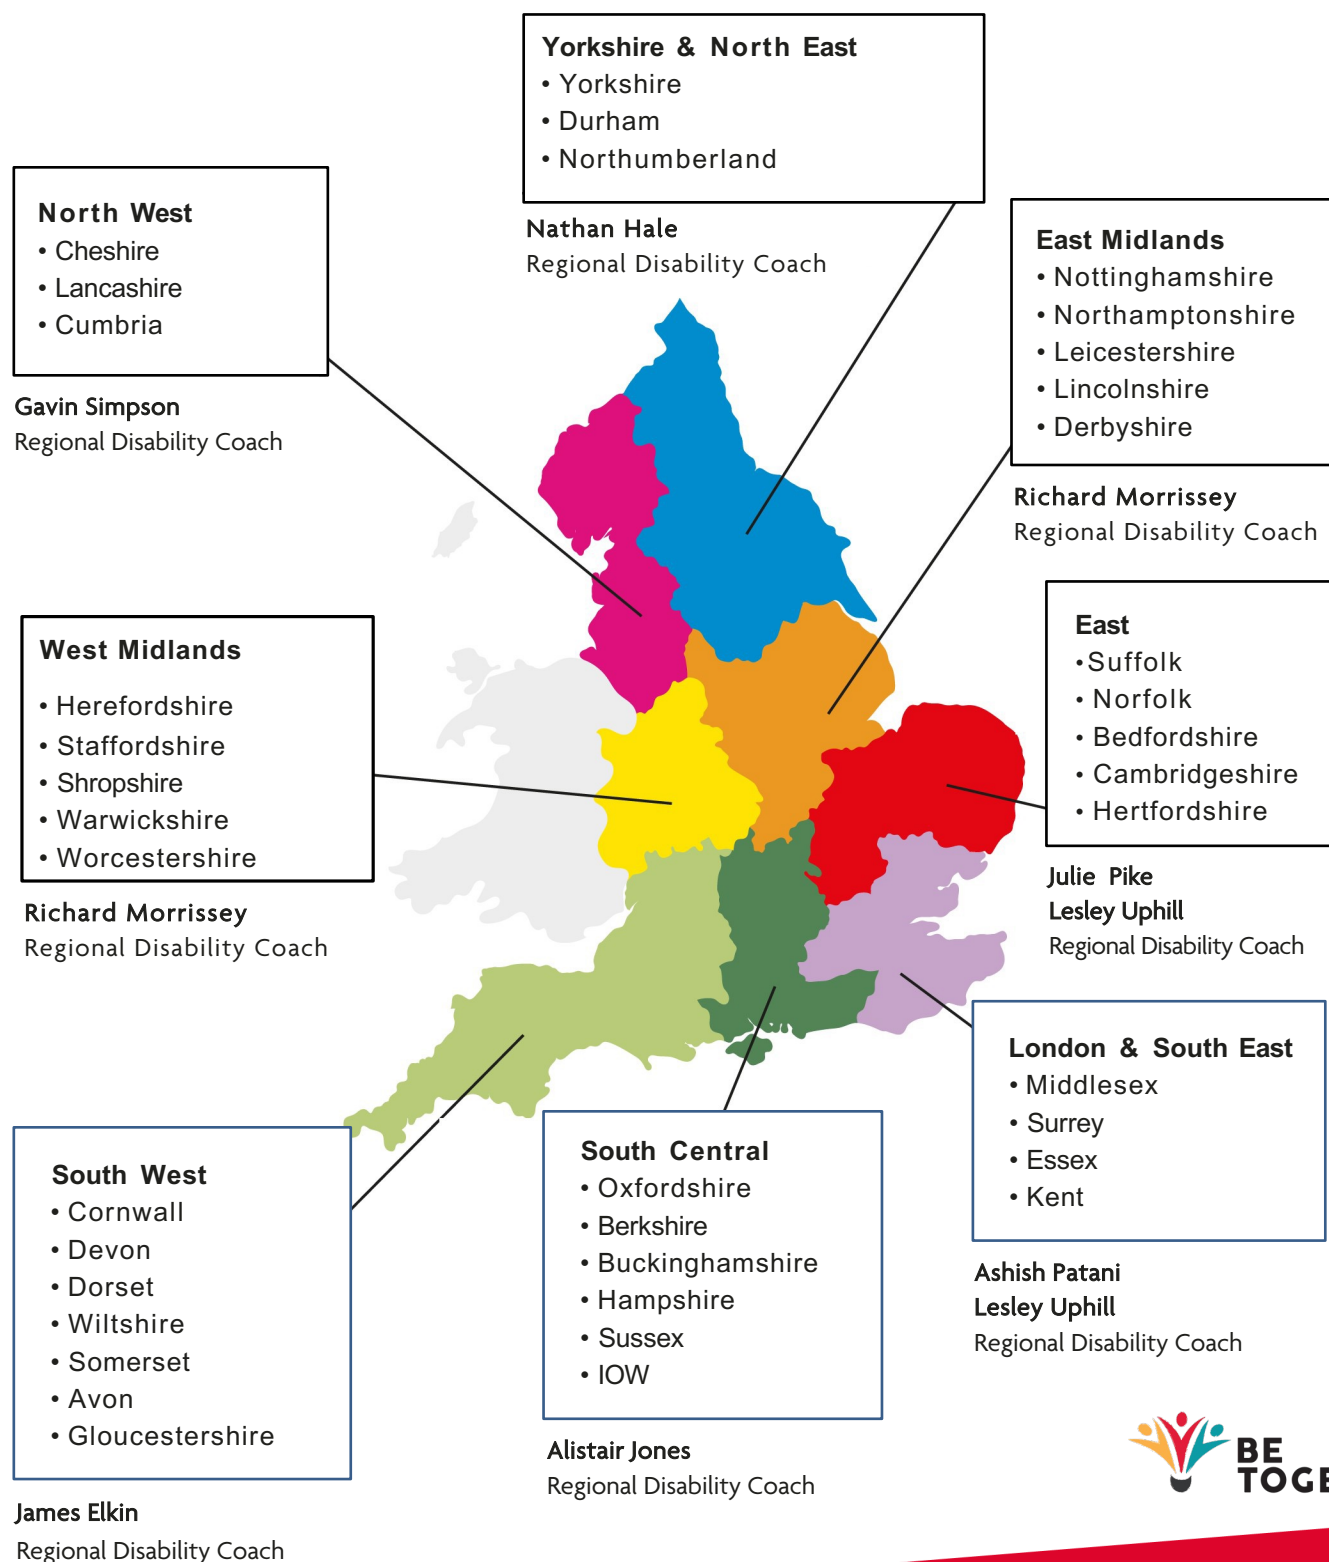 Yorkshire & North East
• Yorkshire
• Durham
• Northumberland
Nathan Hale
Regional Disability Coach
North West
• Cheshire
• Lancashire
• Cumbria
Gavin Simpson
Regional Disability Coach
East Midlands
• Nottinghamshire
• Northamptonshire
• Leicestershire
• Lincolnshire
• Derbyshire
Richard Morrissey
Regional Disability Coach
West Midlands
• Herefordshire
• Staffordshire
• Shropshire
• Warwickshire
• Worcestershire
Richard Morrissey
Regional Disability Coach
East
• Suffolk
• Norfolk
• Bedfordshire
• Cambridgeshire
• Hertfordshire
Julie Pike
Lesley Uphill
Regional Disability Coach
London & South East
• Middlesex
• Surrey
• Essex
• Kent
Ashish Patani
Lesley Uphill
Regional Disability Coach
South Central
• Oxfordshire
• Berkshire
• Buckinghamshire
• Hampshire
• Sussex
• IOW
Alistair Jones
Regional Disability Coach
South West
• Cornwall
• Devon
• Dorset
• Wiltshire
• Somerset
• Avon
• Gloucestershire
James Elkin
Regional Disability Coach
BE